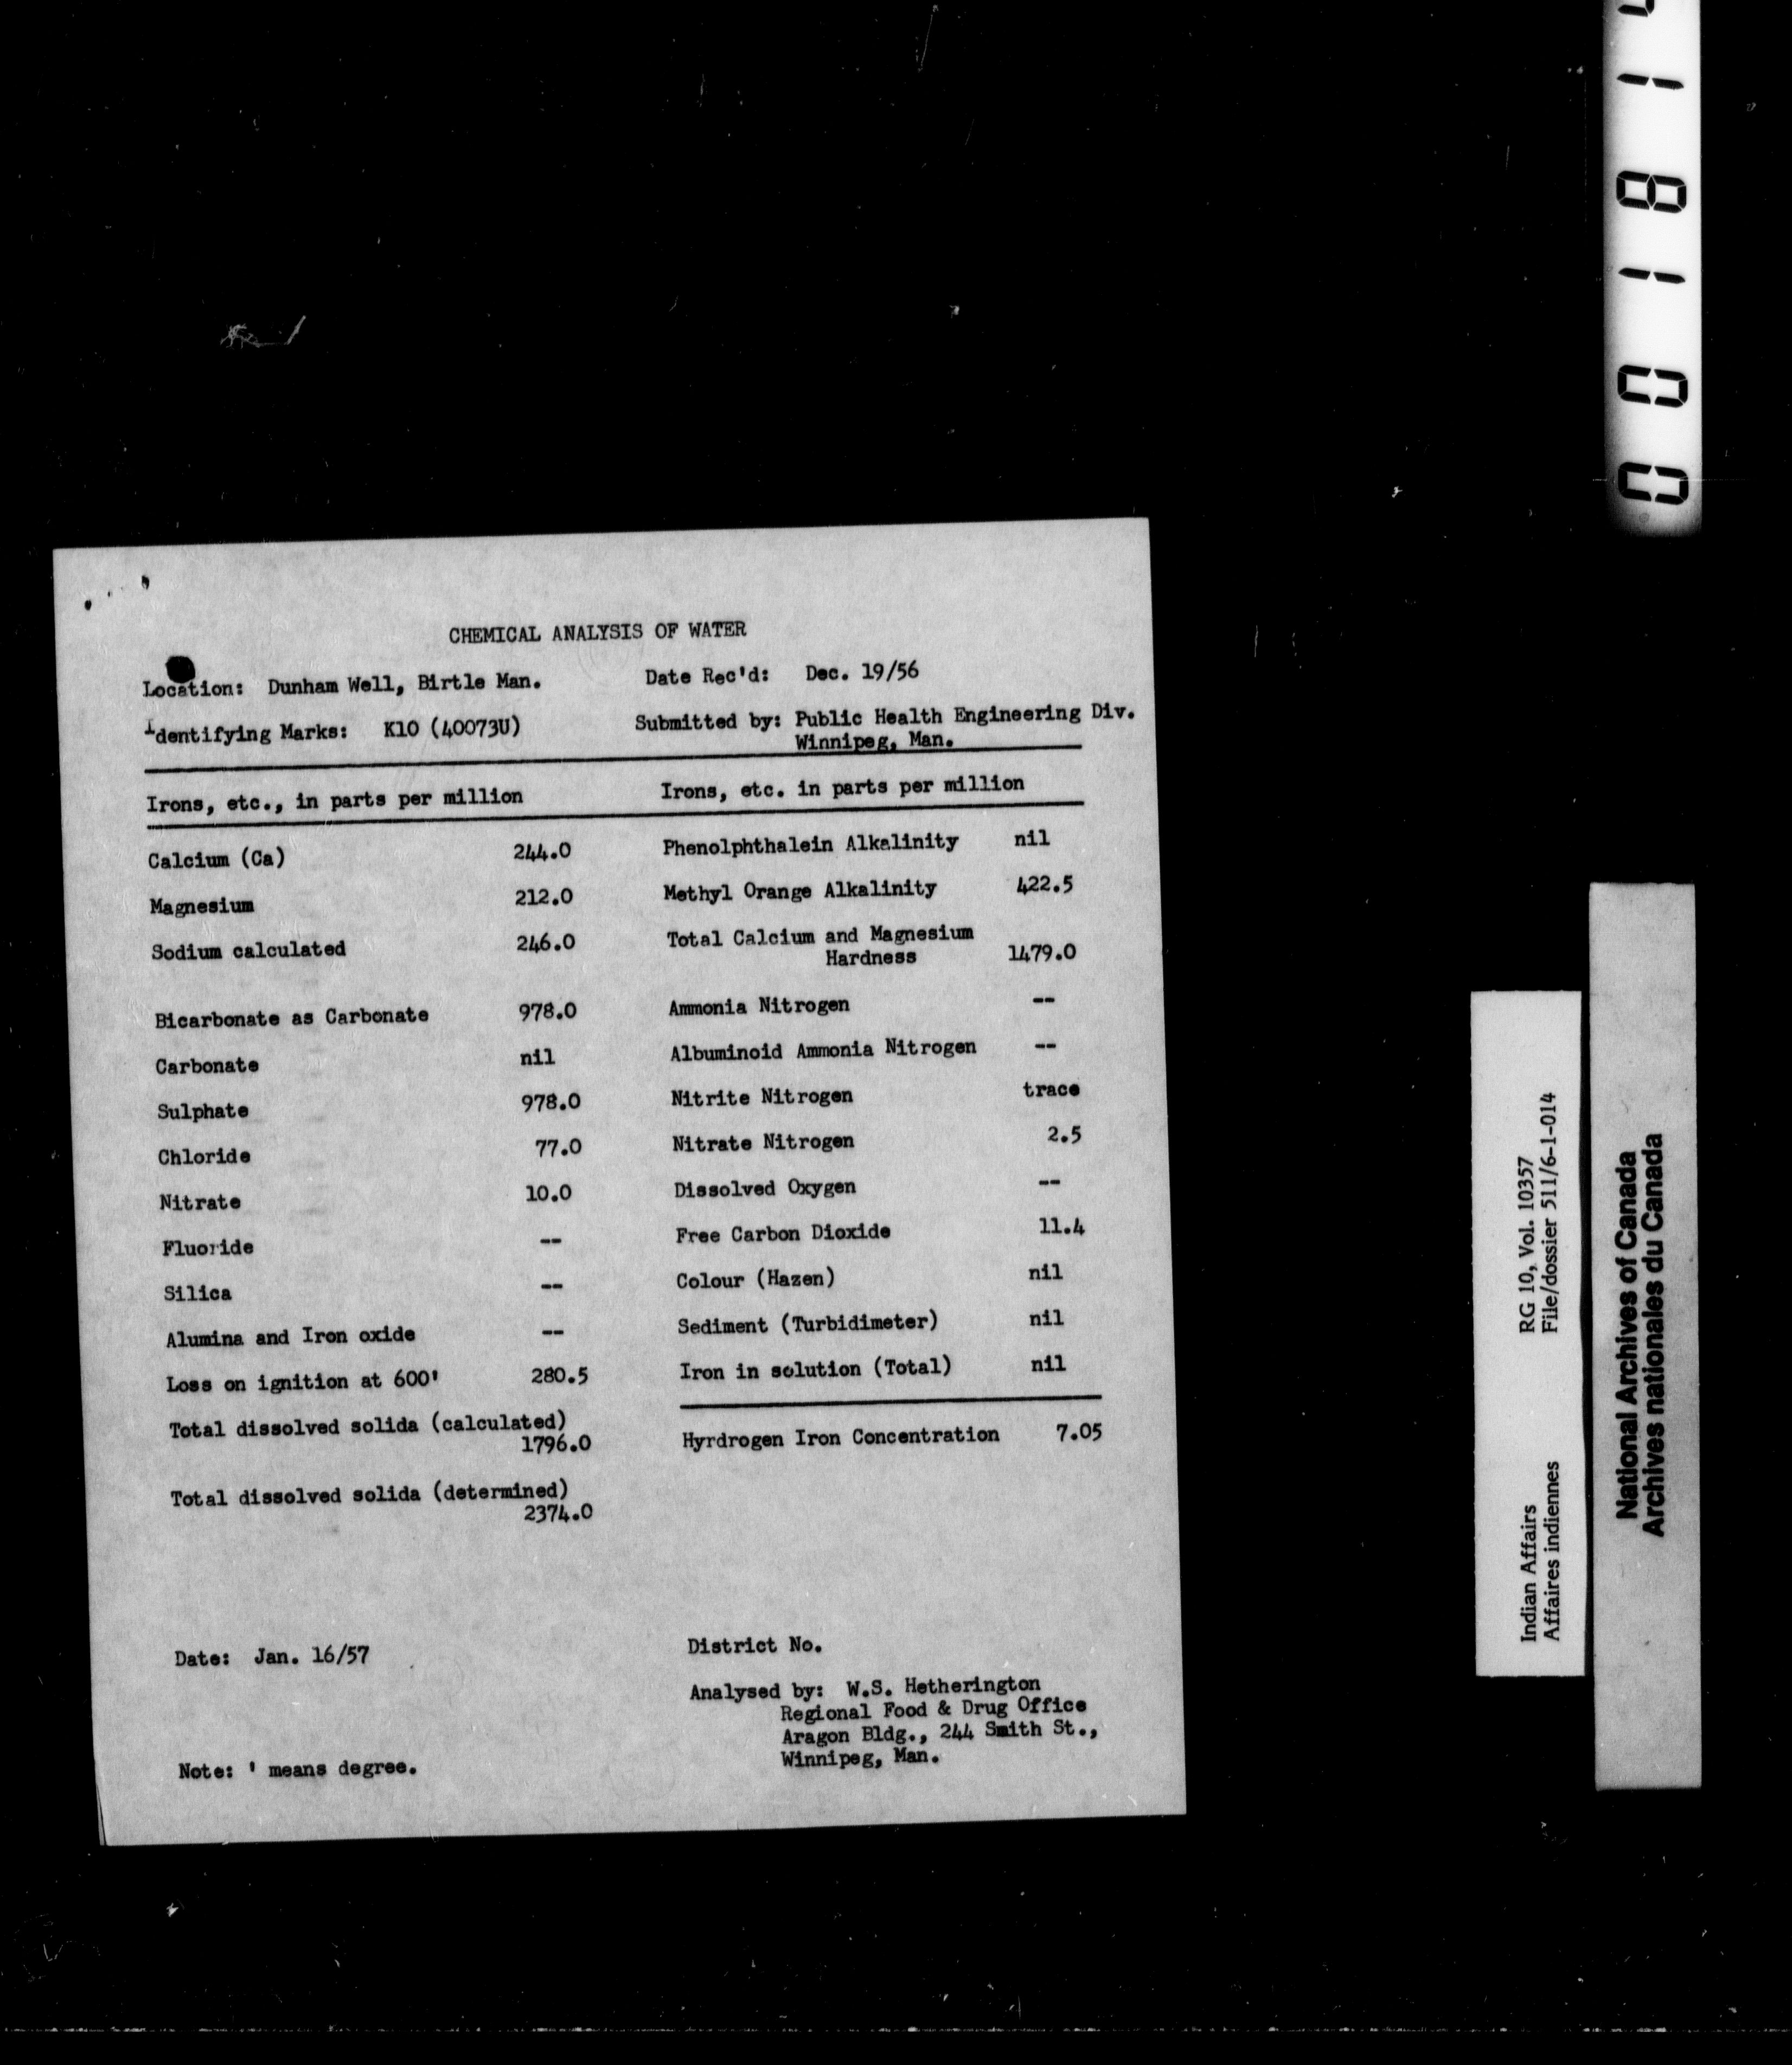 CHEMICAL ANALYSIS OF WATER
Location: Dunham Well, Birtle Man.
Date Rec'd: Dec. 19/56
Identifying Marks: K10 (40073U)
Submitted by: Public Health Engineering Div.
Winnipeg, Man.
Irons, etc., in parts per million
Calcium (Ca) 244.0
Magnesium 212.0
Sodium calculated 246.0
Bicarbonate as Carbonate 978.0
Carbonate nil
Sulphate 978.0
Chloride 77.0
Nitrate 10.0
Fluoride --
Silica --
Alumina and Iron oxide --
Loss on ignition at 600' 280.5
Total dissolved solida (calculated)
1796.0
Total dissolved solida (determined)
2374.0
Irons, etc. in parts per million
Phenolphthalein Alkalinity nil
Methyl Orange Alkalinity 422.5
Total Calcium and Magnesium
Hardness 1479.0
Ammonia Nitrogen --
Albuminoid Ammonia Nitrogen --
Nitrite Nitrogen trace
Nitrate Nitrogen 2.5
Dissolved Oxygen --
Free Carbon Dioxide 11.4
Colour (Hazen) nil
Sediment (Turbidimeter) nil
Iron in solution (Total) nil
Hyrdrogen Iron Concentration 7.05
Date: Jan. 16/57
Note: ' means degree.
District No.
Analysed by: W.S. Hetherington
Regional Food & Drug Office
Aragon Bldg., 244 Smith St.,
Winnipeg, Man.
Indian Affairs RG 10, Vol. 10357
Affaires indiennes File/dossier 511/6-1-014
National Archives of Canada
Archives nationales du Canada
00181